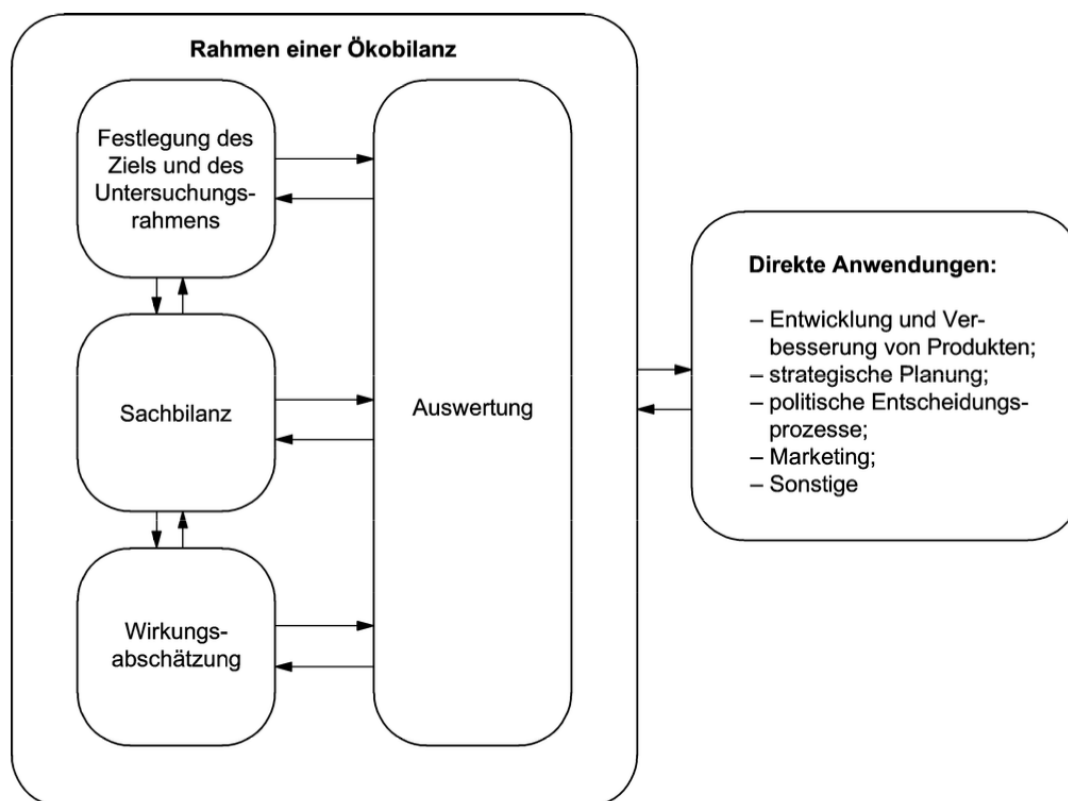 Rahmen einer Ökobilanz
Festlegung des
Ziels und des
Untersuchungs-
rahmens
Sachbilanz
Wirkungs-
abschätzung
Auswertung
Direkte Anwendungen:
– Entwicklung und Ver-
besserung von Produkten;
– strategische Planung;
– politische Entscheidungs-
prozesse;
– Marketing;
– Sonstige